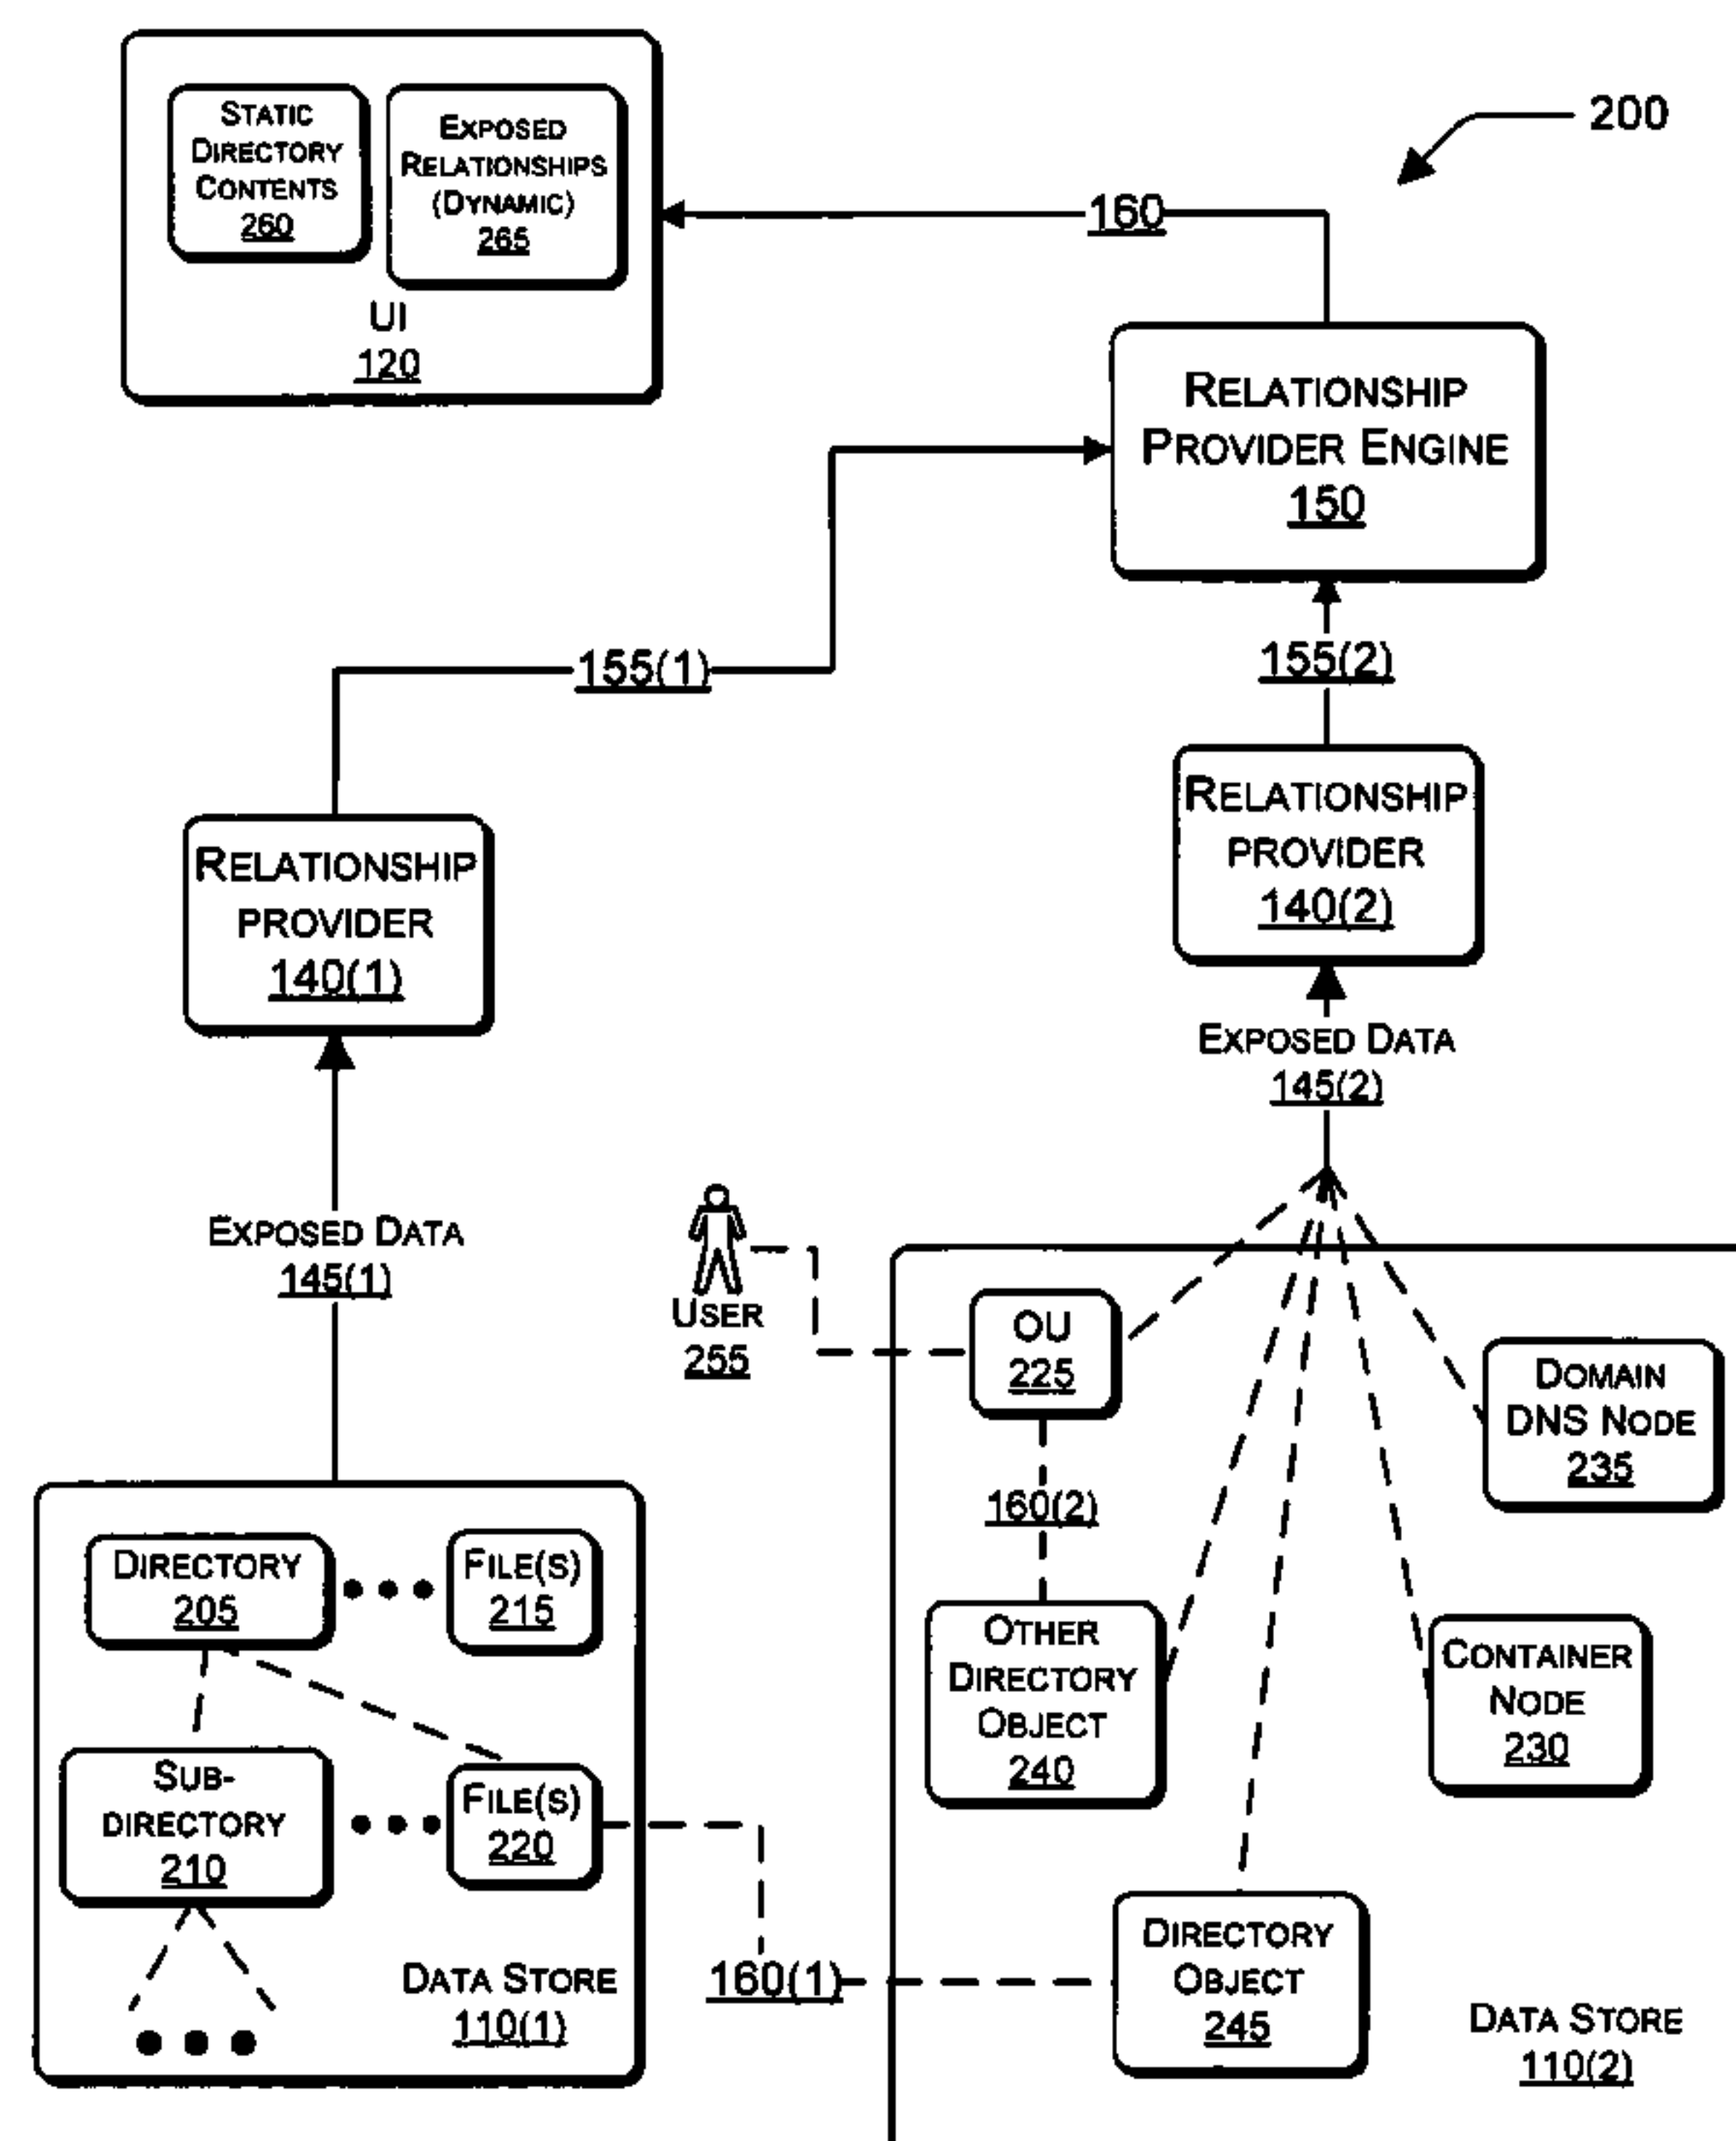 STATIC
DIRECTORY
CONTENTS
260
EXPOSED
RELATIONSHIPS
(DYNAMIC)
265
UI
120
200
160
RELATIONSHIP
PROVIDER ENGINE
150
155(1)
155(2)
RELATIONSHIP
PROVIDER
140(1)
RELATIONSHIP
PROVIDER
140(2)
EXPOSED DATA
145(2)
EXPOSED DATA
145(1)
USER
255
OU
225
DOMAIN
DNS NODE
235
160(2)
DIRECTORY
205
FILE(S)
215
OTHER
DIRECTORY
OBJECT
240
CONTAINER
NODE
230
SUB-
DIRECTORY
210
FILE(S)
220
DATA STORE
110(1)
160(1)
DIRECTORY
OBJECT
245
DATA STORE
110(2)